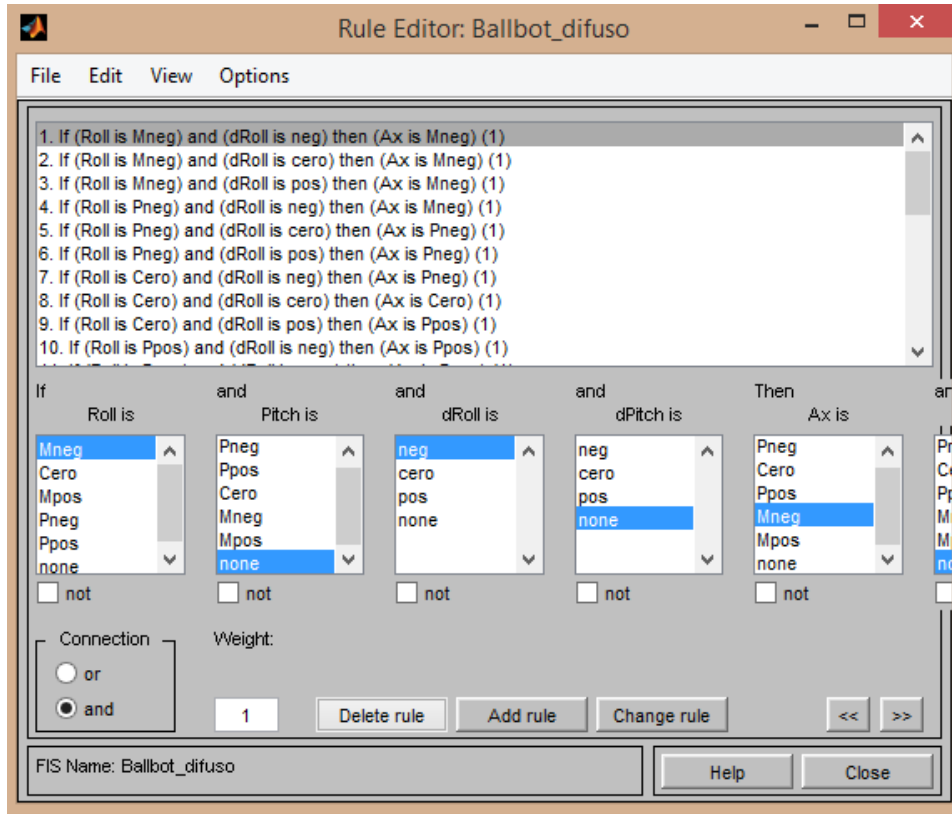 Rule Editor: Ballbot_difuso
File Edit View Options
1. If (Roll is Mneg) and (dRoll is neg) then (Ax is Mneg) (1)
2. If (Roll is Mneg) and (dRoll is cero) then (Ax is Mneg) (1)
3. If (Roll is Mneg) and (dRoll is pos) then (Ax is Mneg) (1)
4. If (Roll is Pneg) and (dRoll is neg) then (Ax is Mneg) (1)
5. If (Roll is Pneg) and (dRoll is cero) then (Ax is Pneg) (1)
6. If (Roll is Pneg) and (dRoll is pos) then (Ax is Pneg) (1)
7. If (Roll is Cero) and (dRoll is neg) then (Ax is Pneg) (1)
8. If (Roll is Cero) and (dRoll is cero) then (Ax is Cero) (1)
9. If (Roll is Cero) and (dRoll is pos) then (Ax is Ppos) (1)
10. If (Roll is Ppos) and (dRoll is neg) then (Ax is Ppos) (1)
If and and and Then
Roll is Pitch is dRoll is dPitch is Ax is
Mneg Pneg neg neg Pneg
Cero Ppos cero cero Cero
Mpos Cero pos pos Ppos
Pneg Mneg none none Mneg
Ppos Mpos Mpos
none none none
not not not not not
Connection Weight:
or
and 1 Delete rule Add rule Change rule << >>
FIS Name: Ballbot_difuso Help Close